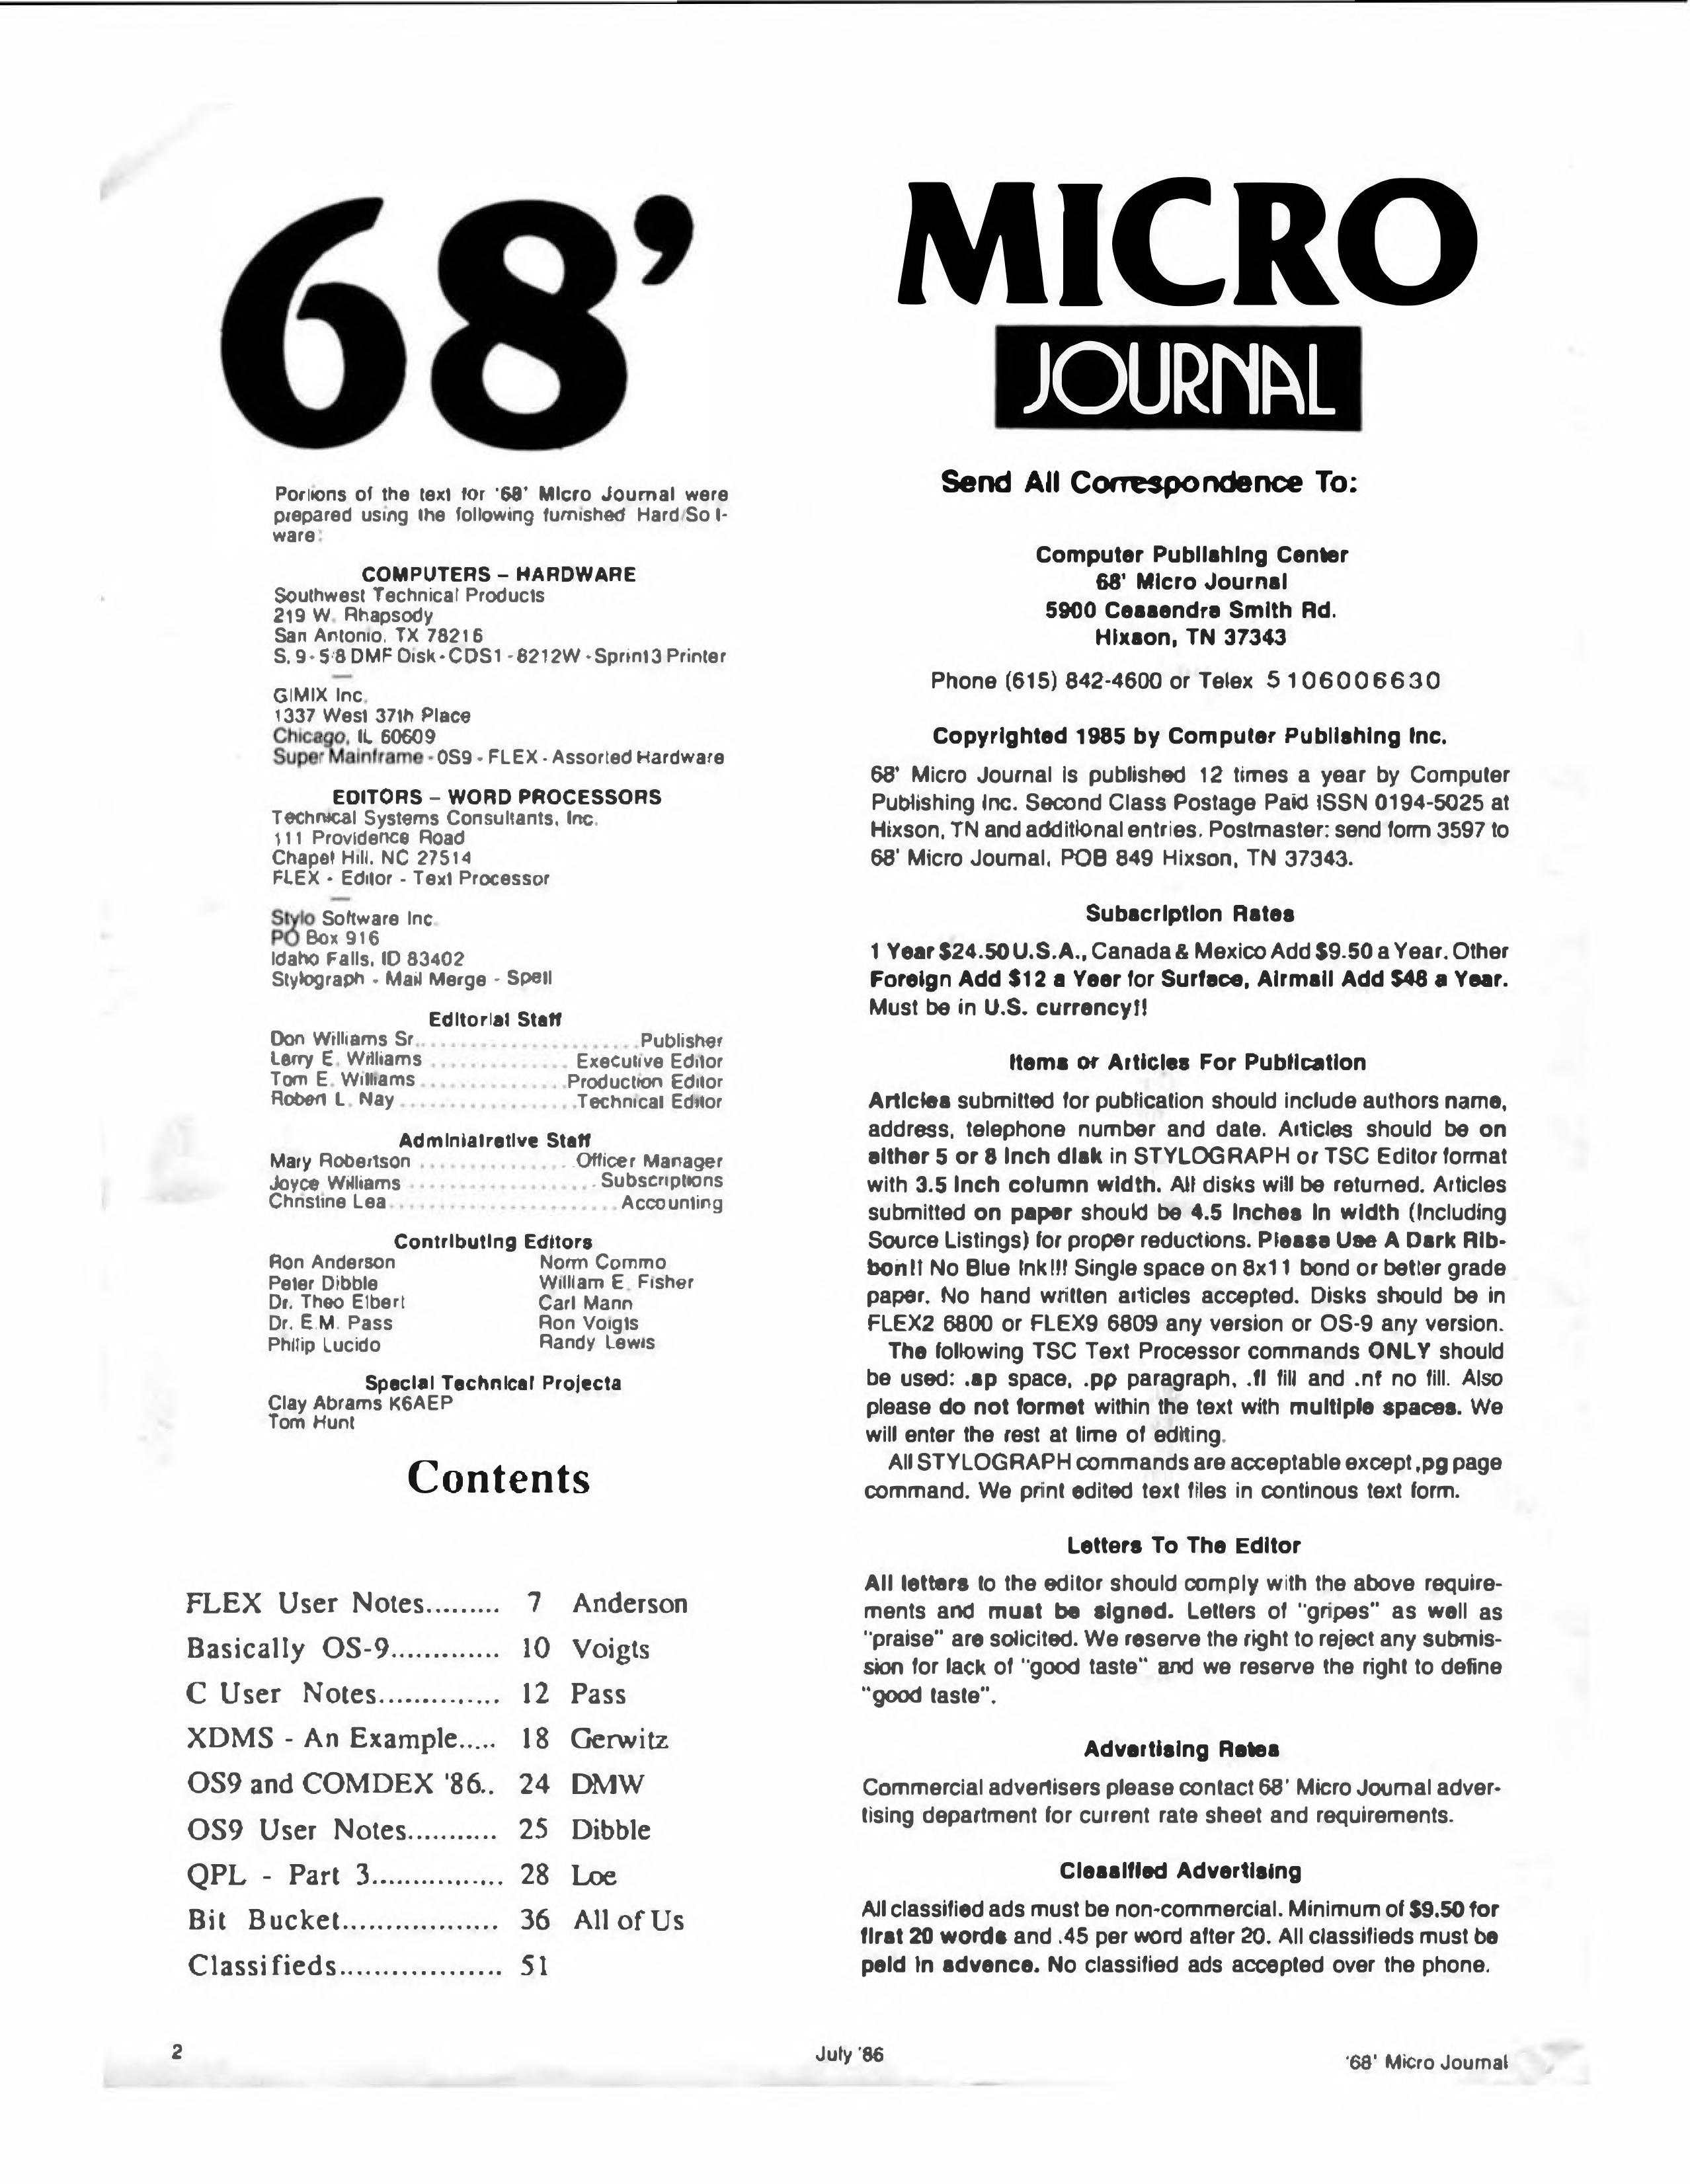 68'
Portions of the text for '68' Micro Journal were
prepared using the following furnished Hard/Soft-
ware:
COMPUTERS – HARDWARE
Southwest Technical Products
219 W. Rhapsody
San Antonio, TX 78216
S, 9 - 5/8 DMF Disk - CDS1 - 8212W - Sprint3 Printer
—
GIMIX Inc.
1337 West 37th Place
Chicago, IL 60609
Super Mainframe - OS9 - FLEX - Assorted Hardware
EDITORS – WORD PROCESSORS
Technical Systems Consultants, Inc.
111 Providence Road
Chapel Hill, NC 27514
FLEX - Editor - Text Processor
—
Stylo Software Inc.
PO Box 916
Idaho Falls, ID 83402
Stylograph - Mail Merge - Spell
Editorial Staff
Don Williams Sr. ........................ Publisher
Larry E. Williams ................ Executive Editor
Tom E. Williams ................ Production Editor
Robert L. Nay ................... Technical Editor
Administrative Staff
Mary Robertson ................. Officer Manager
Joyce Williams .................... Subscriptions
Christine Lea ........................ Accounting
Contributing Editors
Ron Anderson Norm Commo
Peter Dibble William E. Fisher
Dr. Theo Elbert Carl Mann
Dr. E.M. Pass Ron Voigts
Philip Lucido Randy Lewis
Special Technical Projects
Clay Abrams K6AEP
Tom Hunt
Contents
FLEX User Notes......... 7 Anderson
Basically OS-9............. 10 Voigts
C User Notes.............. 12 Pass
XDMS - An Example..... 18 Gerwitz
OS9 and COMDEX '86.. 24 DMW
OS9 User Notes........... 25 Dibble
QPL - Part 3................ 28 Loe
Bit Bucket.................. 36 All of Us
Classifieds................... 51
MICRO
JOURNAL
Send All Correspondence To:
Computer Publishing Center
68' Micro Journal
5900 Cassandra Smith Rd.
Hixson, TN 37343
Phone (615) 842-4600 or Telex 5106006630
Copyrighted 1985 by Computer Publishing Inc.
68' Micro Journal is published 12 times a year by Computer
Publishing Inc. Second Class Postage Paid ISSN 0194-5025 at
Hixson, TN and additional entries. Postmaster: send form 3597 to
68' Micro Journal, POB 849 Hixson, TN 37343.
Subscription Rates
1 Year $24.50 U.S.A., Canada & Mexico Add $9.50 a Year. Other
Foreign Add $12 a Year for Surface, Airmail Add $48 a Year.
Must be in U.S. currency!!
Items or Articles For Publication
Articles submitted for publication should include authors name,
address, telephone number and date. Articles should be on
either 5 or 8 inch disk in STYLOGRAPH or TSC Editor format
with 3.5 inch column width. All disks will be returned. Articles
submitted on paper should be 4.5 inches in width (Including
Source Listings) for proper reductions. Please Use A Dark Rib-
bon!! No Blue Ink!!! Single space on 8x11 bond or better grade
paper. No hand written articles accepted. Disks should be in
FLEX2 6800 or FLEX9 6809 any version or OS-9 any version.
The following TSC Text Processor commands ONLY should
be used: .sp space, .pp paragraph, .fl fill and .nf no fill. Also
please do not format within the text with multiple spaces. We
will enter the rest at time of editing.
All STYLOGRAPH commands are acceptable except ,pg page
command. We print edited text files in continous text form.
Letters To The Editor
All letters to the editor should comply with the above require-
ments and must be signed. Letters of "gripes" as well as
"praise" are solicited. We reserve the right to reject any submis-
sion for lack of "good taste" and we reserve the right to define
"good taste".
Advertising Rates
Commercial advertisers please contact 68' Micro Journal adver-
tising department for current rate sheet and requirements.
Classified Advertising
All classified ads must be non-commercial. Minimum of $9.50 for
first 20 words and .45 per word after 20. All classifieds must be
paid in advance. No classified ads accepted over the phone.
2
July '86
'68' Micro Journal